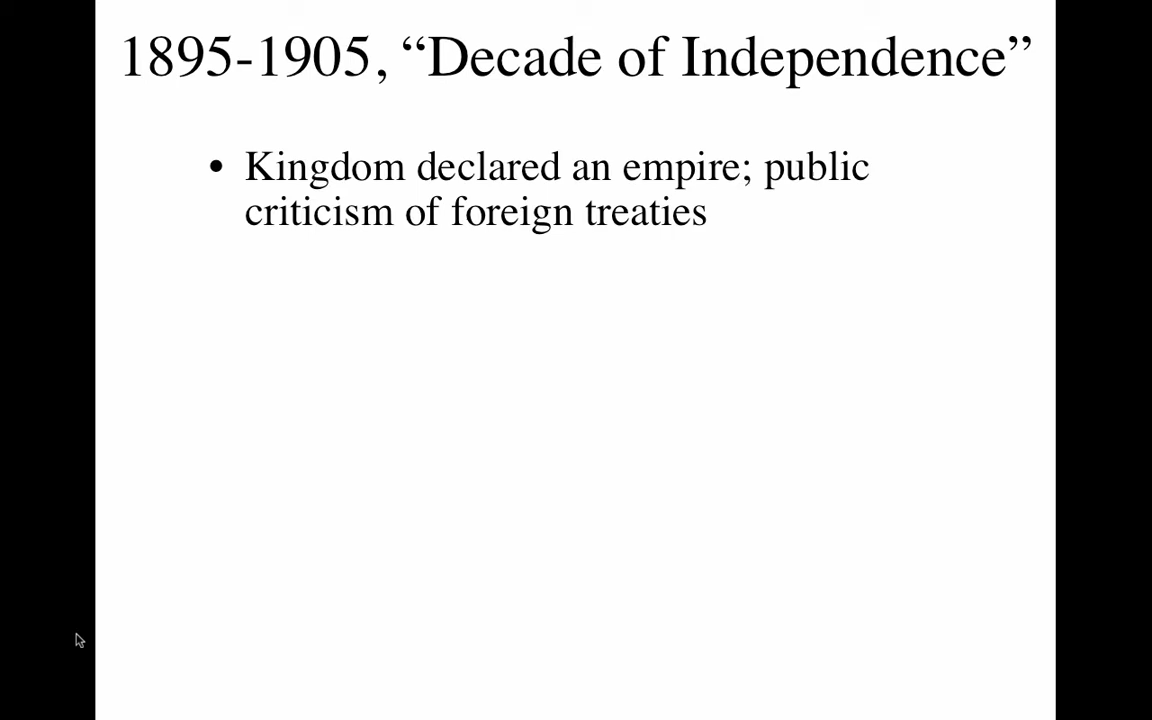 1895-1905, “Decade of Independence”
• Kingdom declared an empire; public
criticism of foreign treaties